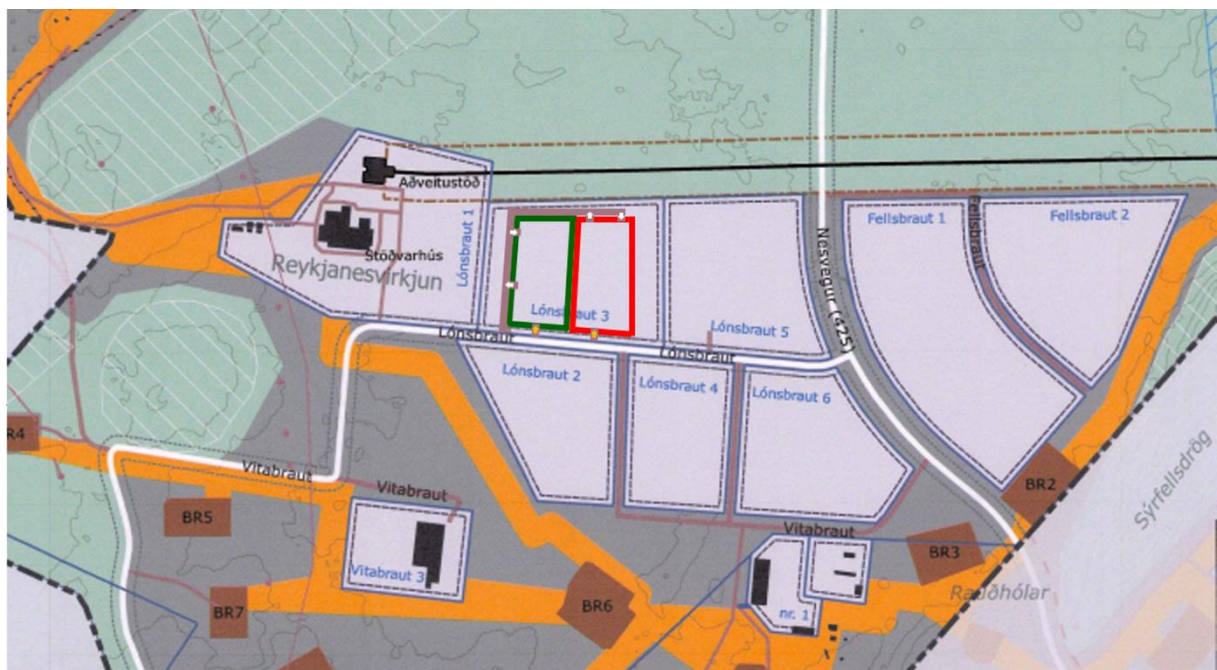 Aðveitustöð
Stöðvarhús
Reykjanesvirkjun
Lónsbraut 1
Lónsbraut 3
Lónsbraut 5
Nesvegur (425)
Fellsbraut 1
Fellsbraut
Fellsbraut 2
Lónsbraut
Lónsbraut
Lónsbraut 2
Lónsbraut 4
Lónsbraut 6
R4
Vitabraut
Vitabraut
BR5
BR2
Sýrfellsdrög
Vitabraut
BR3
Vitabraut 3
BR7
BR6
nr. 1
Rauðhólar